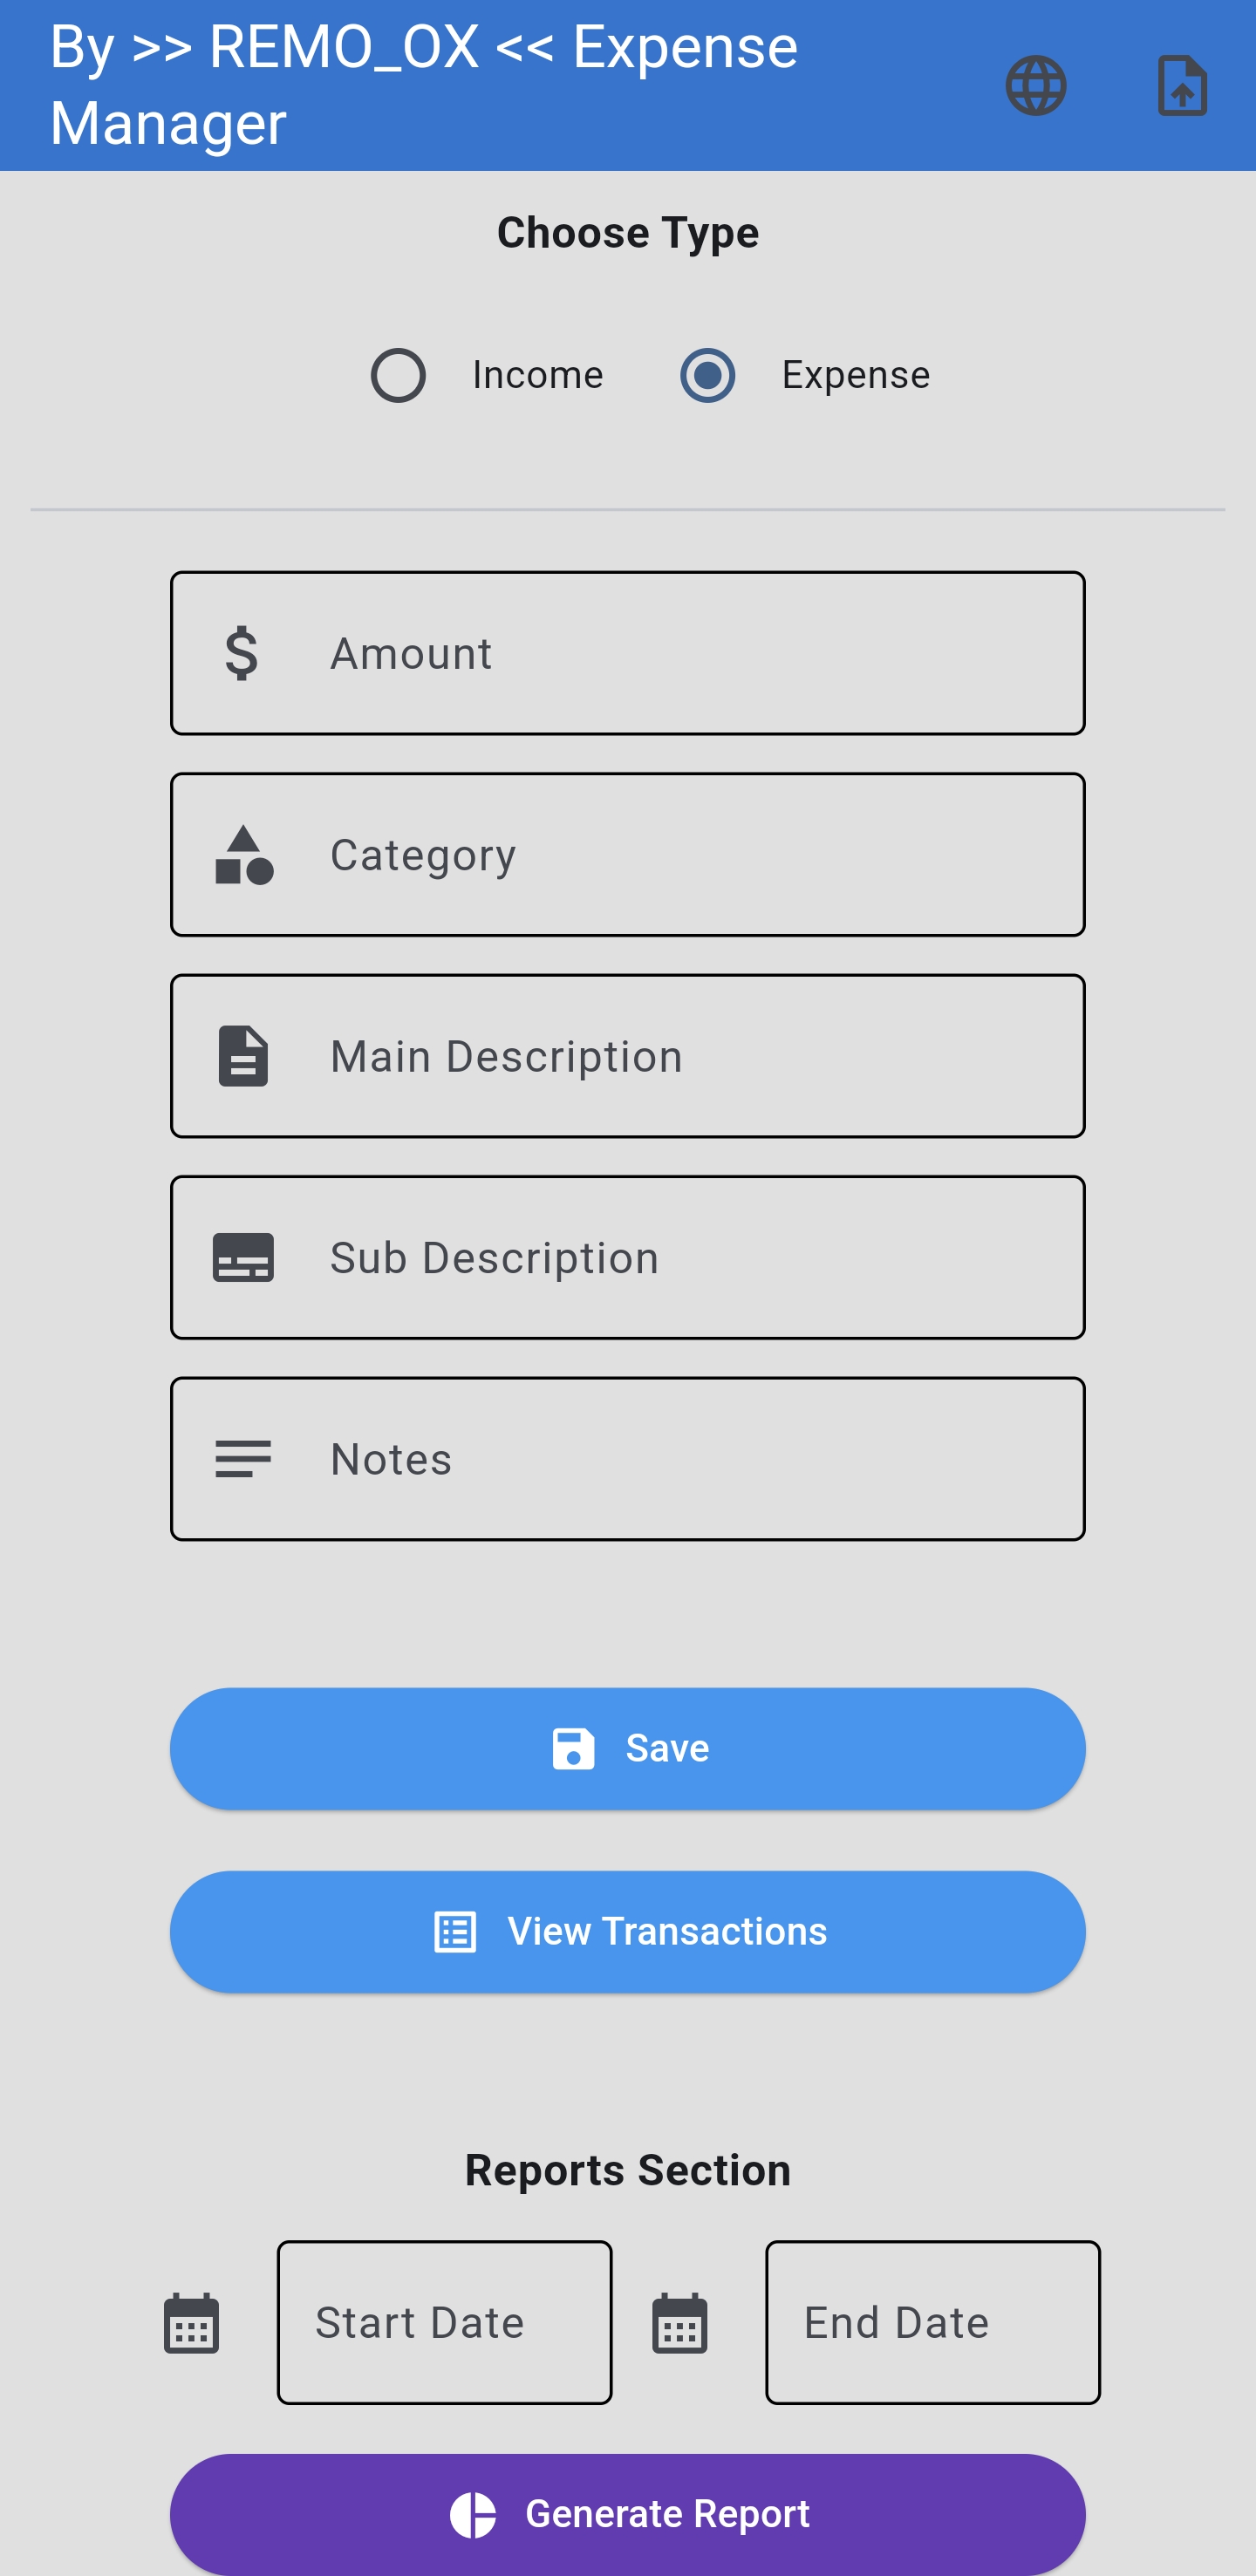 By >> REMO_OX << Expense
Manager
Choose Type
Income Expense
Amount
Category
Main Description
Sub Description
Notes
Save
View Transactions
Reports Section
Start Date End Date
Generate Report